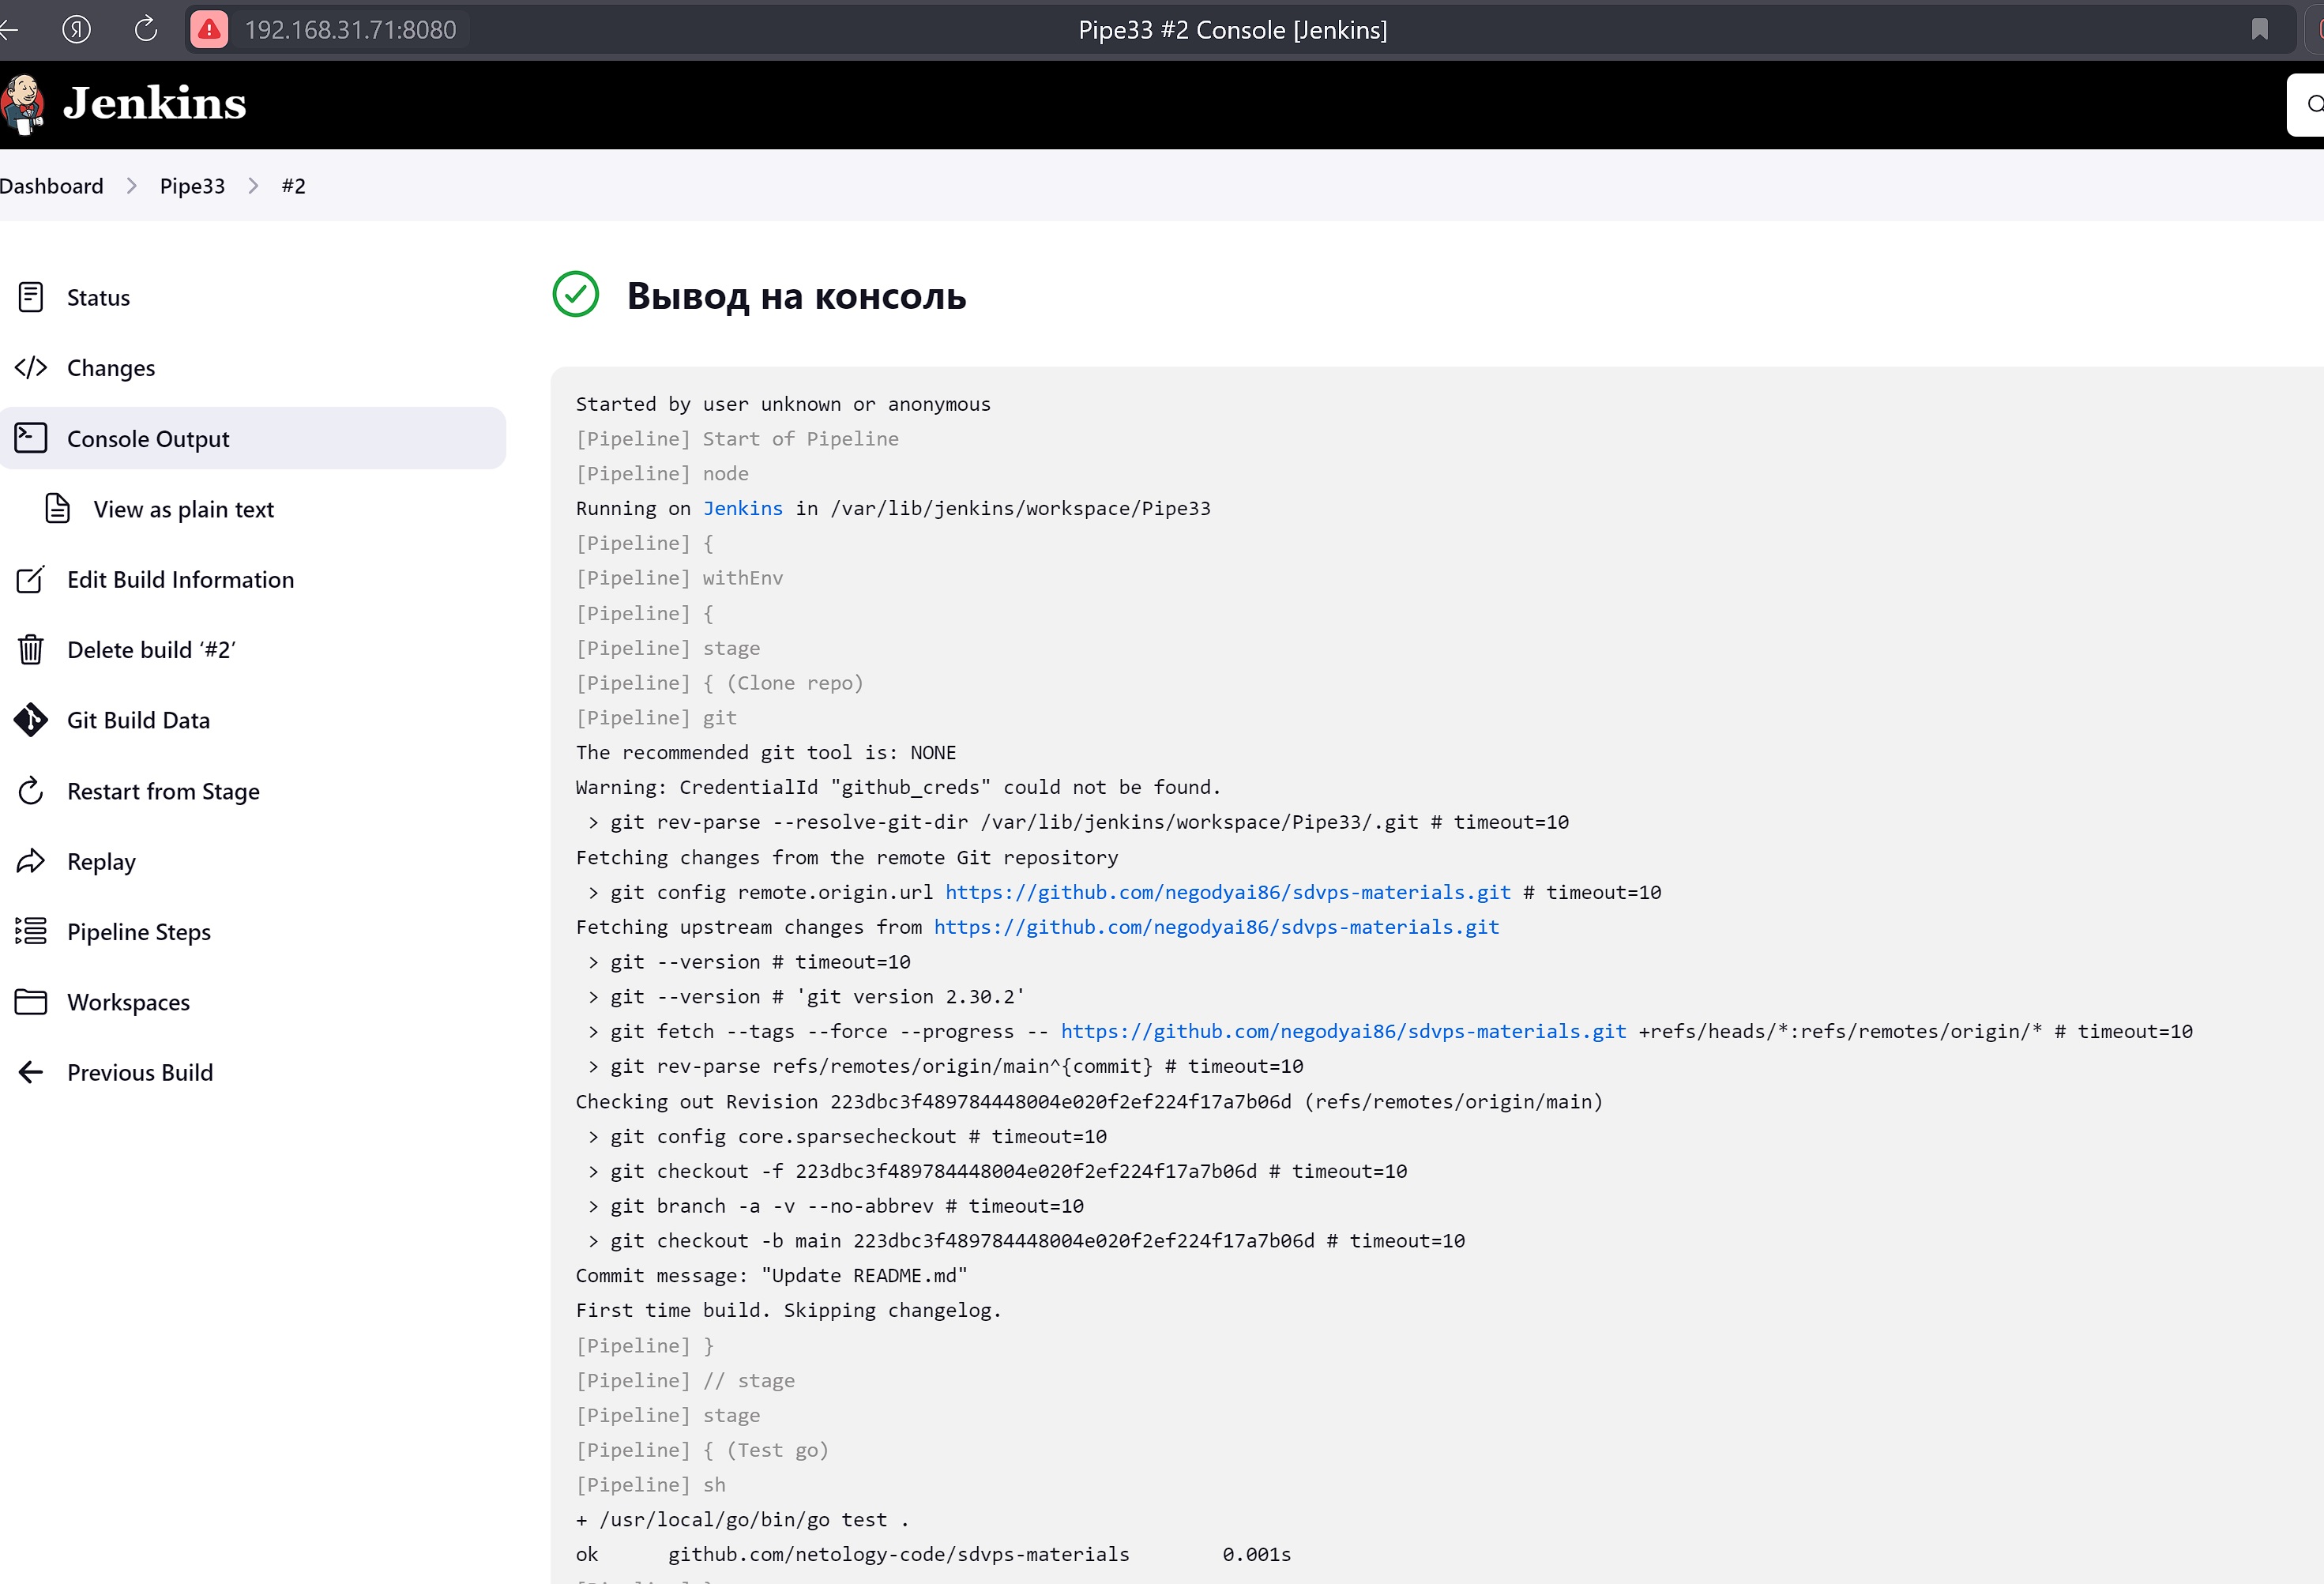 192.168.31.71:8080
Pipe33 #2 Console [Jenkins]
Jenkins
Dashboard
Pipe33
#2
Status
Changes
Console Output
View as plain text
Edit Build Information
Delete build ‘#2’
Git Build Data
Restart from Stage
Replay
Pipeline Steps
Workspaces
Previous Build
Вывод на консоль
Started by user unknown or anonymous
[Pipeline] Start of Pipeline
[Pipeline] node
Running on Jenkins in /var/lib/jenkins/workspace/Pipe33
[Pipeline] {
[Pipeline] withEnv
[Pipeline] {
[Pipeline] stage
[Pipeline] { (Clone repo)
[Pipeline] git
The recommended git tool is: NONE
Warning: CredentialId "github_creds" could not be found.
> git rev-parse --resolve-git-dir /var/lib/jenkins/workspace/Pipe33/.git # timeout=10
Fetching changes from the remote Git repository
> git config remote.origin.url https://github.com/negodyai86/sdvps-materials.git # timeout=10
Fetching upstream changes from https://github.com/negodyai86/sdvps-materials.git
> git --version # timeout=10
> git --version # 'git version 2.30.2'
> git fetch --tags --force --progress -- https://github.com/negodyai86/sdvps-materials.git +refs/heads/*:refs/remotes/origin/* # timeout=10
> git rev-parse refs/remotes/origin/main^{commit} # timeout=10
Checking out Revision 223dbc3f489784448004e020f2ef224f17a7b06d (refs/remotes/origin/main)
> git config core.sparsecheckout # timeout=10
> git checkout -f 223dbc3f489784448004e020f2ef224f17a7b06d # timeout=10
> git branch -a -v --no-abbrev # timeout=10
> git checkout -b main 223dbc3f489784448004e020f2ef224f17a7b06d # timeout=10
Commit message: "Update README.md"
First time build. Skipping changelog.
[Pipeline] }
[Pipeline] // stage
[Pipeline] stage
[Pipeline] { (Test go)
[Pipeline] sh
+ /usr/local/go/bin/go test .
ok github.com/netology-code/sdvps-materials 0.001s